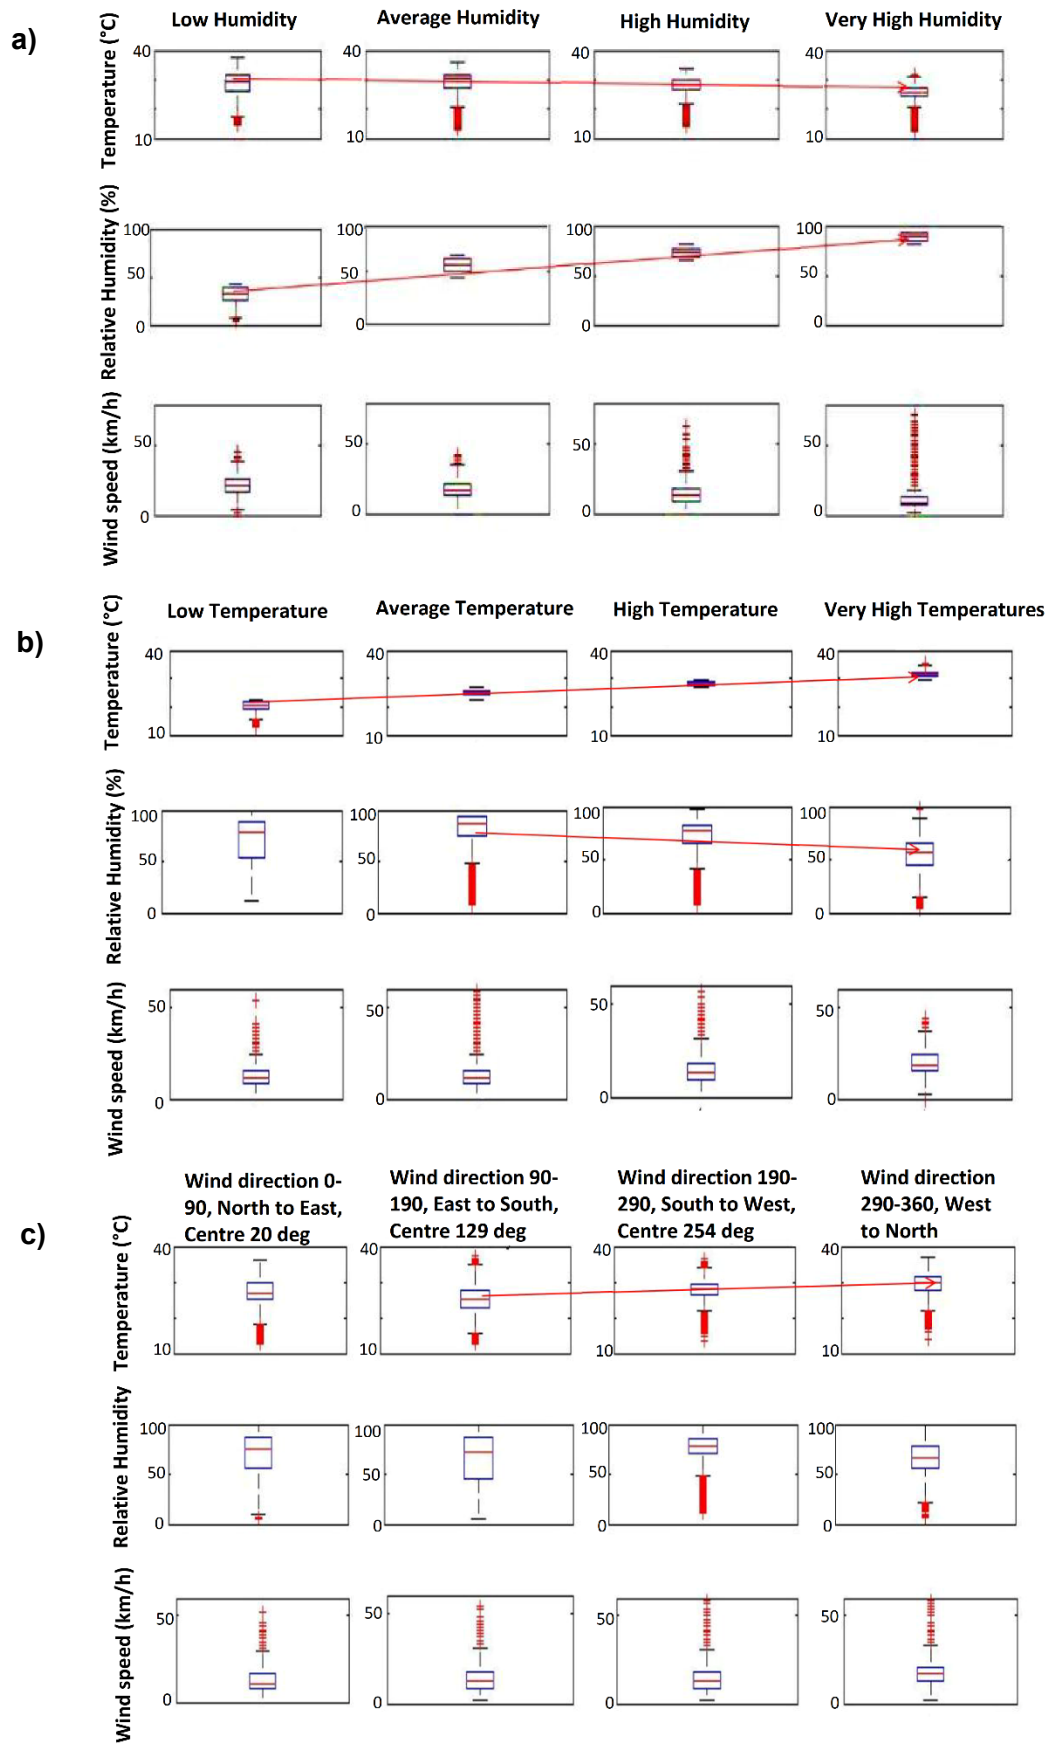 a)
Low Humidity
Average Humidity
High Humidity
Very High Humidity
Temperature (°C)
40
10
40
10
40
10
40
10
Relative Humidity (%)
100
50
0
100
50
0
100
50
0
100
50
0
Wind speed (km/h)
50
0
50
0
50
0
50
0
b)
Low Temperature
Average Temperature
High Temperature
Very High Temperatures
Temperature (°C)
40
10
40
10
40
10
40
10
Relative Humidity (%)
100
50
0
100
50
0
100
50
0
100
50
0
Wind speed (km/h)
50
0
50
0
50
0
50
0
c)
Wind direction 0-
90, North to East,
Centre 20 deg
Wind direction 90-
190, East to South,
Centre 129 deg
Wind direction 190-
290, South to West,
Centre 254 deg
Wind direction
290-360, West
to North
Temperature (°C)
40
10
40
10
40
10
40
10
Relative Humidity
100
50
0
100
50
0
100
50
0
100
50
0
Wind speed (km/h)
50
0
50
0
50
0
50
0